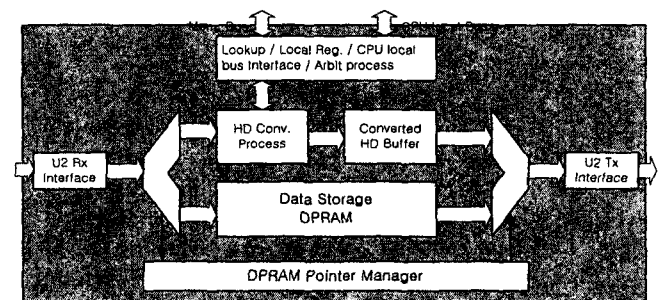 Lookup / Local Reg. / CPU local
bus Interface / Arbit process
HD Conv.
Process
Converted
HD Buffer
U2 Rx
Interface
U2 Tx
Interface
Data Storage
DPRAM
DPRAM Pointer Manager